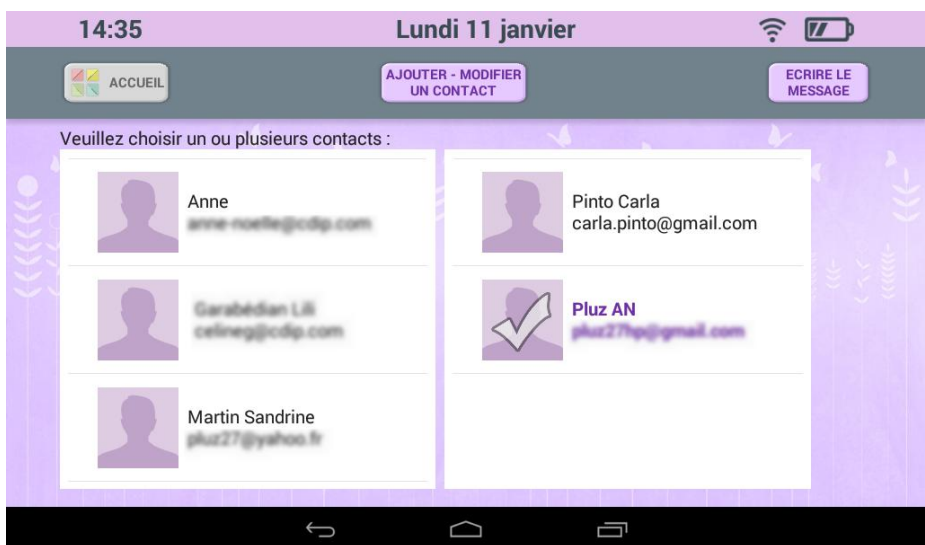 14:35
Lundi 11 janvier
ACCUEIL
AJOUTER - MODIFIER
UN CONTACT
ECRIRE LE
MESSAGE
Veuillez choisir un ou plusieurs contacts :
Anne
Martin Sandrine
Pinto Carla
carla.pinto@gmail.com
Pluz AN